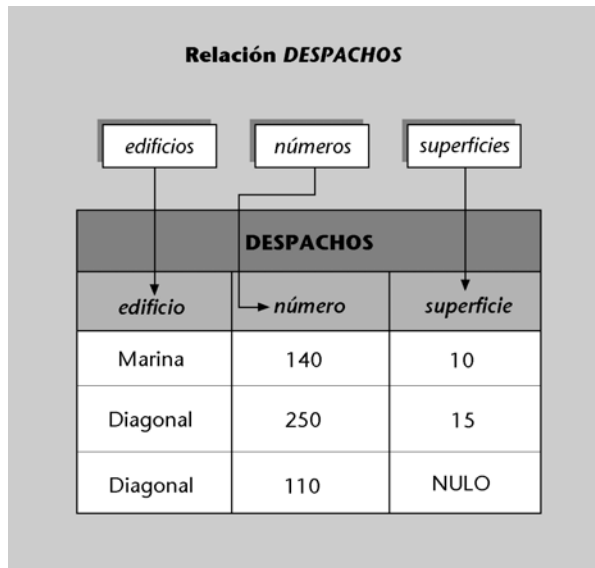 Relación DESPACHOS
edificios números superficies
DESPACHOS
edificio número superficie
Marina 140 10
Diagonal 250 15
Diagonal 110 NULO